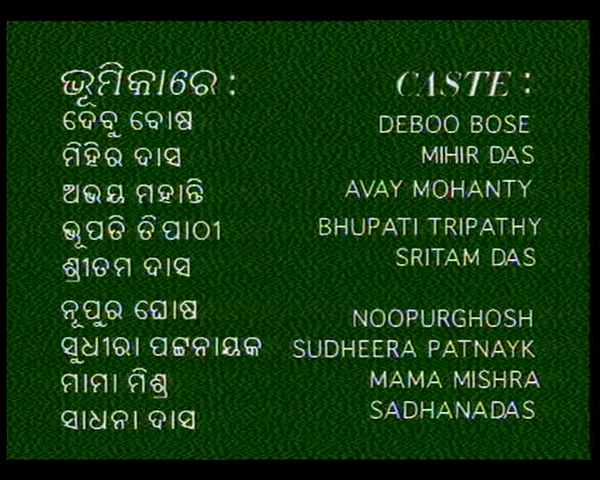 ଭୂମିକାରେ : CASTE :
ଦେବୁ ବୋଷ DEBOO BOSE
ମିହିର ଦାସ MIHIR DAS
ଅଭୟ ମହାନ୍ତି AVAY MOHANTY
ଭୂପତି ତ୍ରିପାଠୀ BHUPATI TRIPATHY
ଶ୍ରୀତମ ଦାସ SRITAM DAS
ନୂପୁର ଘୋଷ NOOPURGHOSH
ସୁଧୀରା ପଟ୍ଟନାୟକ SUDHEERA PATNAYK
ମାମା ମିଶ୍ର MAMA MISHRA
ସାଧନା ଦାସ SADHANADAS